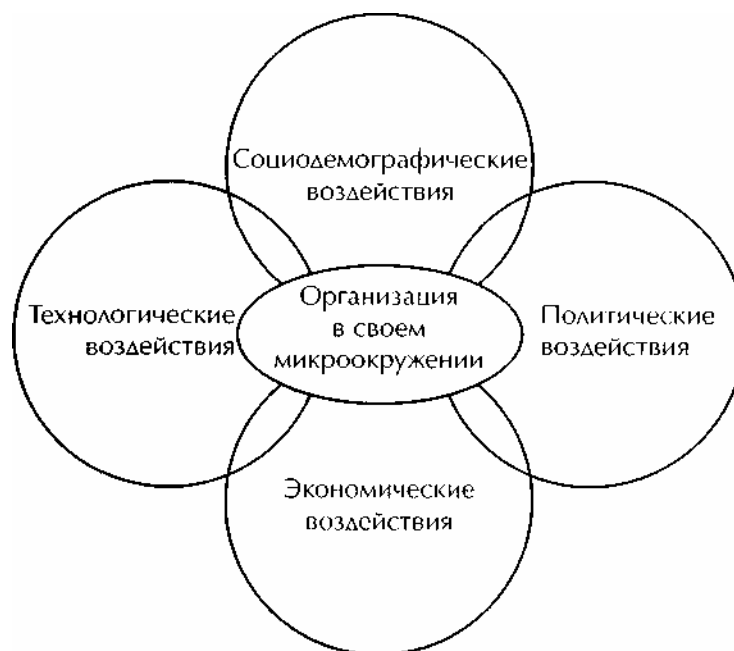 Социодемографические
воздействия
Технологические
воздействия
Организация
в своем
микроокружении
Политические
воздействия
Экономические
воздействия